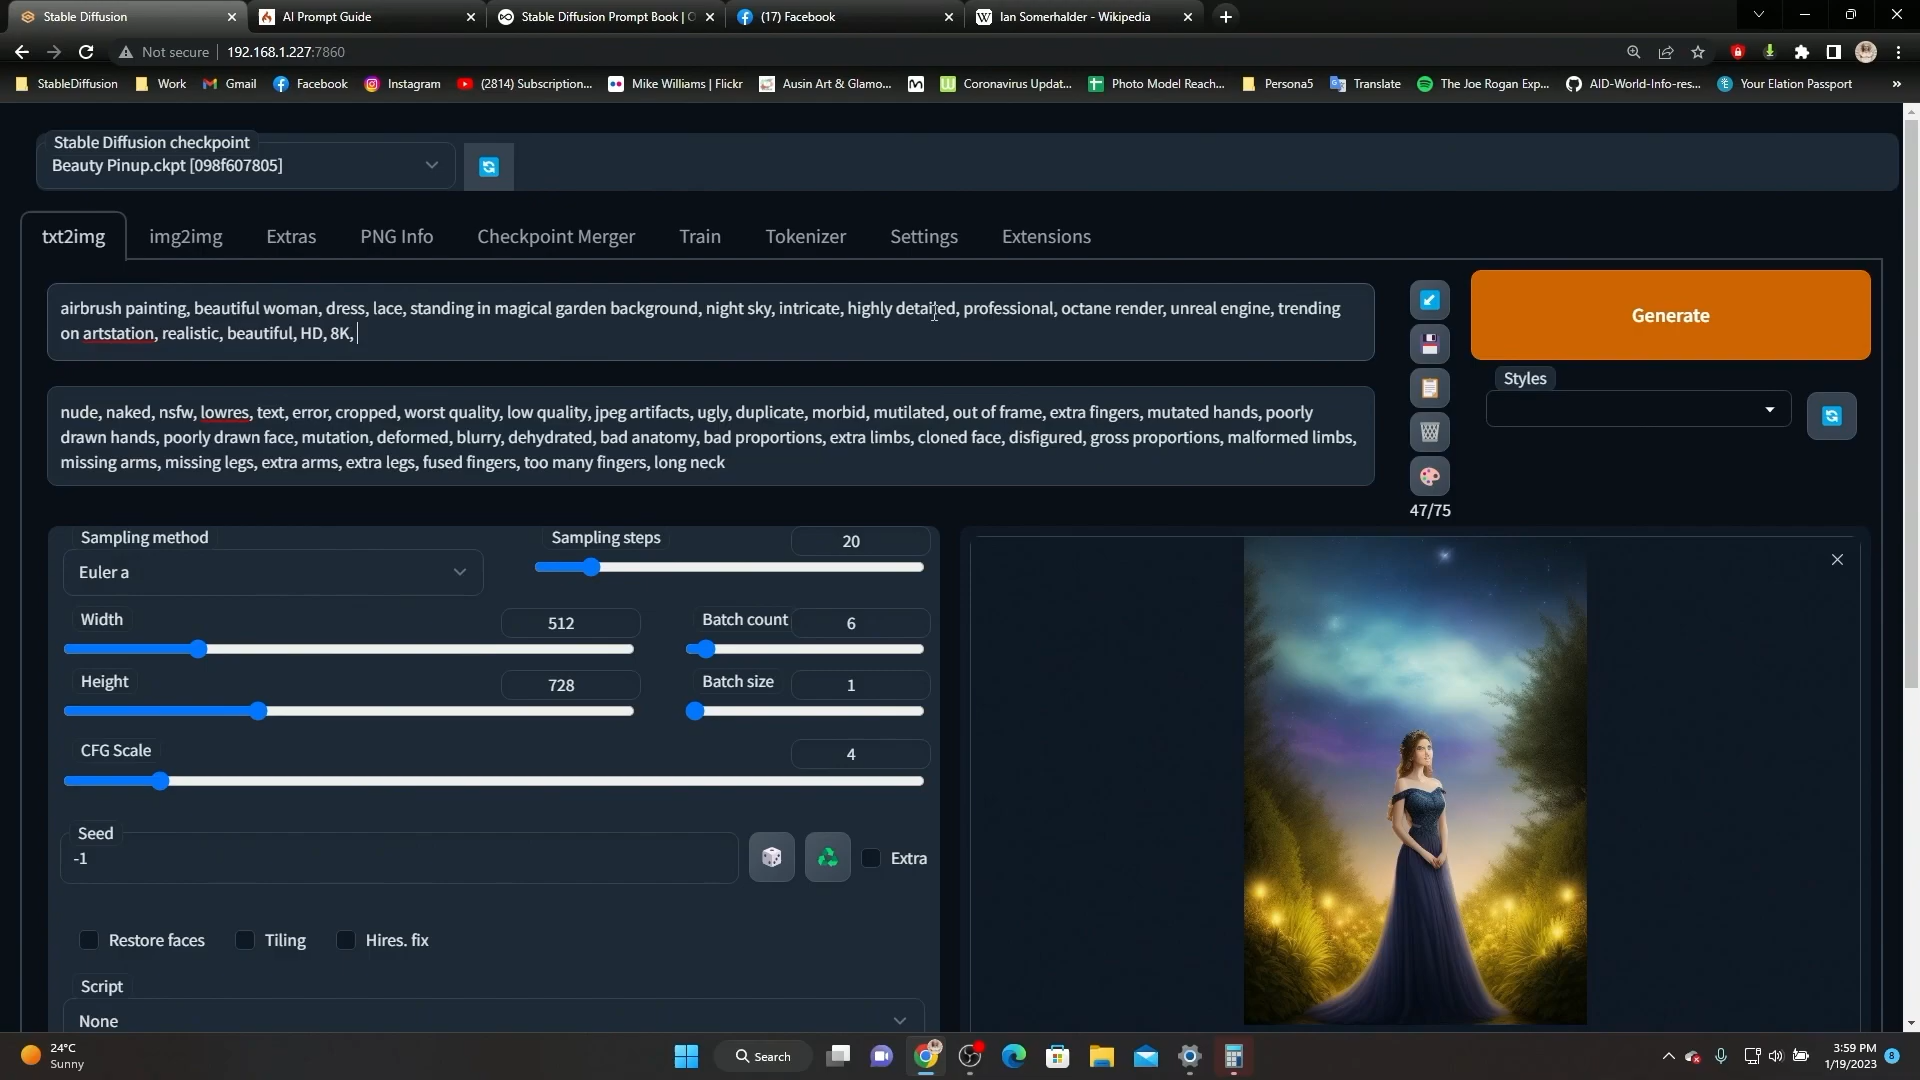 Stable Diffusion
AI Prompt Guide
Stable Diffusion Prompt Book | O
(17) Facebook
Ian Somerhalder - Wikipedia
Not secure
192.168.1.227:7860
StableDiffusion
Work
Gmail
Facebook
Instagram
(2814) Subscription...
Mike Williams | Flickr
Ausin Art & Glamo...
Coronavirus Updat...
Photo Model Reach...
Persona5
Translate
The Joe Rogan Exp...
AID-World-Info-res...
Your Elation Passport
»
Stable Diffusion checkpoint
Beauty Pinup.ckpt [098f607805]
txt2img
img2img
Extras
PNG Info
Checkpoint Merger
Train
Tokenizer
Settings
Extensions
airbrush painting, beautiful woman, dress, lace, standing in magical garden background, night sky, intricate, highly detailed, professional, octane render, unreal engine, trending
on artstation, realistic, beautiful, HD, 8K,
Generate
Styles
nude, naked, nsfw, lowres, text, error, cropped, worst quality, low quality, jpeg artifacts, ugly, duplicate, morbid, mutilated, out of frame, extra fingers, mutated hands, poorly
drawn hands, poorly drawn face, mutation, deformed, blurry, dehydrated, bad anatomy, bad proportions, extra limbs, cloned face, disfigured, gross proportions, malformed limbs,
missing arms, missing legs, extra arms, extra legs, fused fingers, too many fingers, long neck
47/75
Sampling method
Euler a
Sampling steps
20
Width
512
Batch count
6
Height
728
Batch size
1
CFG Scale
4
Seed
-1
Extra
Restore faces
Tiling
Hires. fix
Script
None
24°C
Sunny
Search
3:59 PM
1/19/2023
8